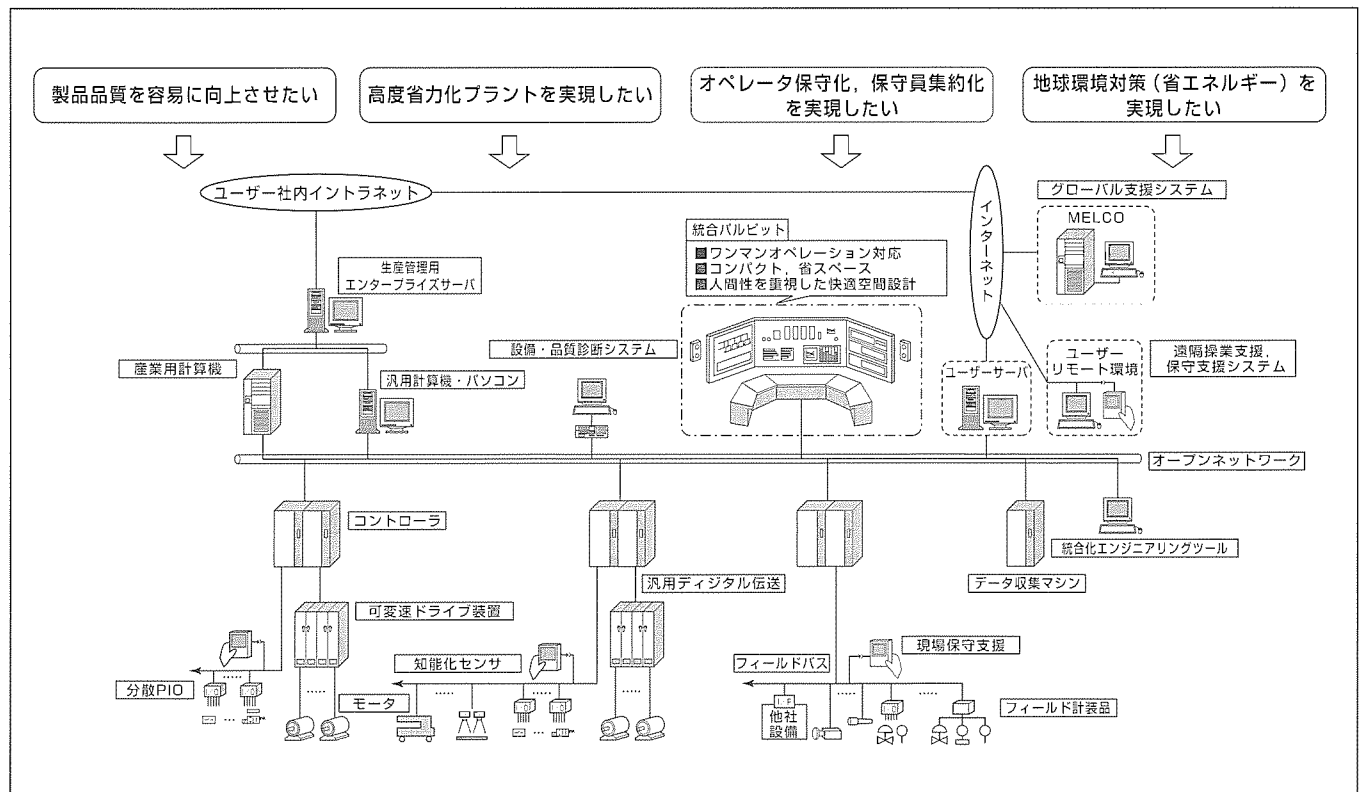 製品品質を容易に向上させたい
高度省力化プラントを実現したい
オペレータ保守化，保守員集約化
を実現したい
地球環境対策（省エネルギー）を
実現したい
ユーザー社内イントラネット
インターネット
グローバル支援システム
MELCO
統合パルピット
■ワンマンオペレーション対応
■コンパクト，省スペース
■人間性を重視した快適空間設計
生産管理用
エンタープライズサーバ
設備・品質診断システム
産業用計算機
汎用計算機・パソコン
ユーザーサーバ
ユーザー
リモート環境
遠隔操業支援，
保守支援システム
オープンネットワーク
コントローラ
統合化エンジニアリングツール
汎用ディジタル伝送
データ収集マシン
可変速ドライブ装置
現場保守支援
知能化センサ
フィールドバス
分散PIO
モータ
I/F
他社
設備
フィールド計装品